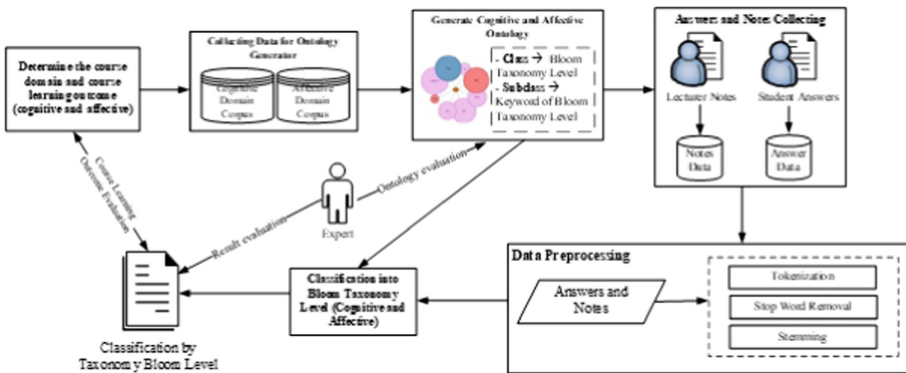 Determine the course
domain and course
learning outcome
(cognitive and affective)
Collecting Data for Ontology
Generator
Cognitive
Domain
Corpus
Affective
Domain
Corpus
Generate Cognitive and Affective
Ontology
- Class → Bloom
Taxonomy Level
- Subclass →
Keyword of Bloom
Taxonomy Level
Answers and Notes Collecting
Lecturer Notes
Student Answers
Notes
Data
Answer
Data
Course Learning
Outcome Evaluation
Result evaluation
Ontology evaluation
Expert
Classification into
Bloom Taxonomy
Level (Cognitive and
Affective)
Data Preprocessing
Answers and
Notes
Tokenization
Stop Word Removal
Stemming
Classification by
Taxonomy Bloom Level